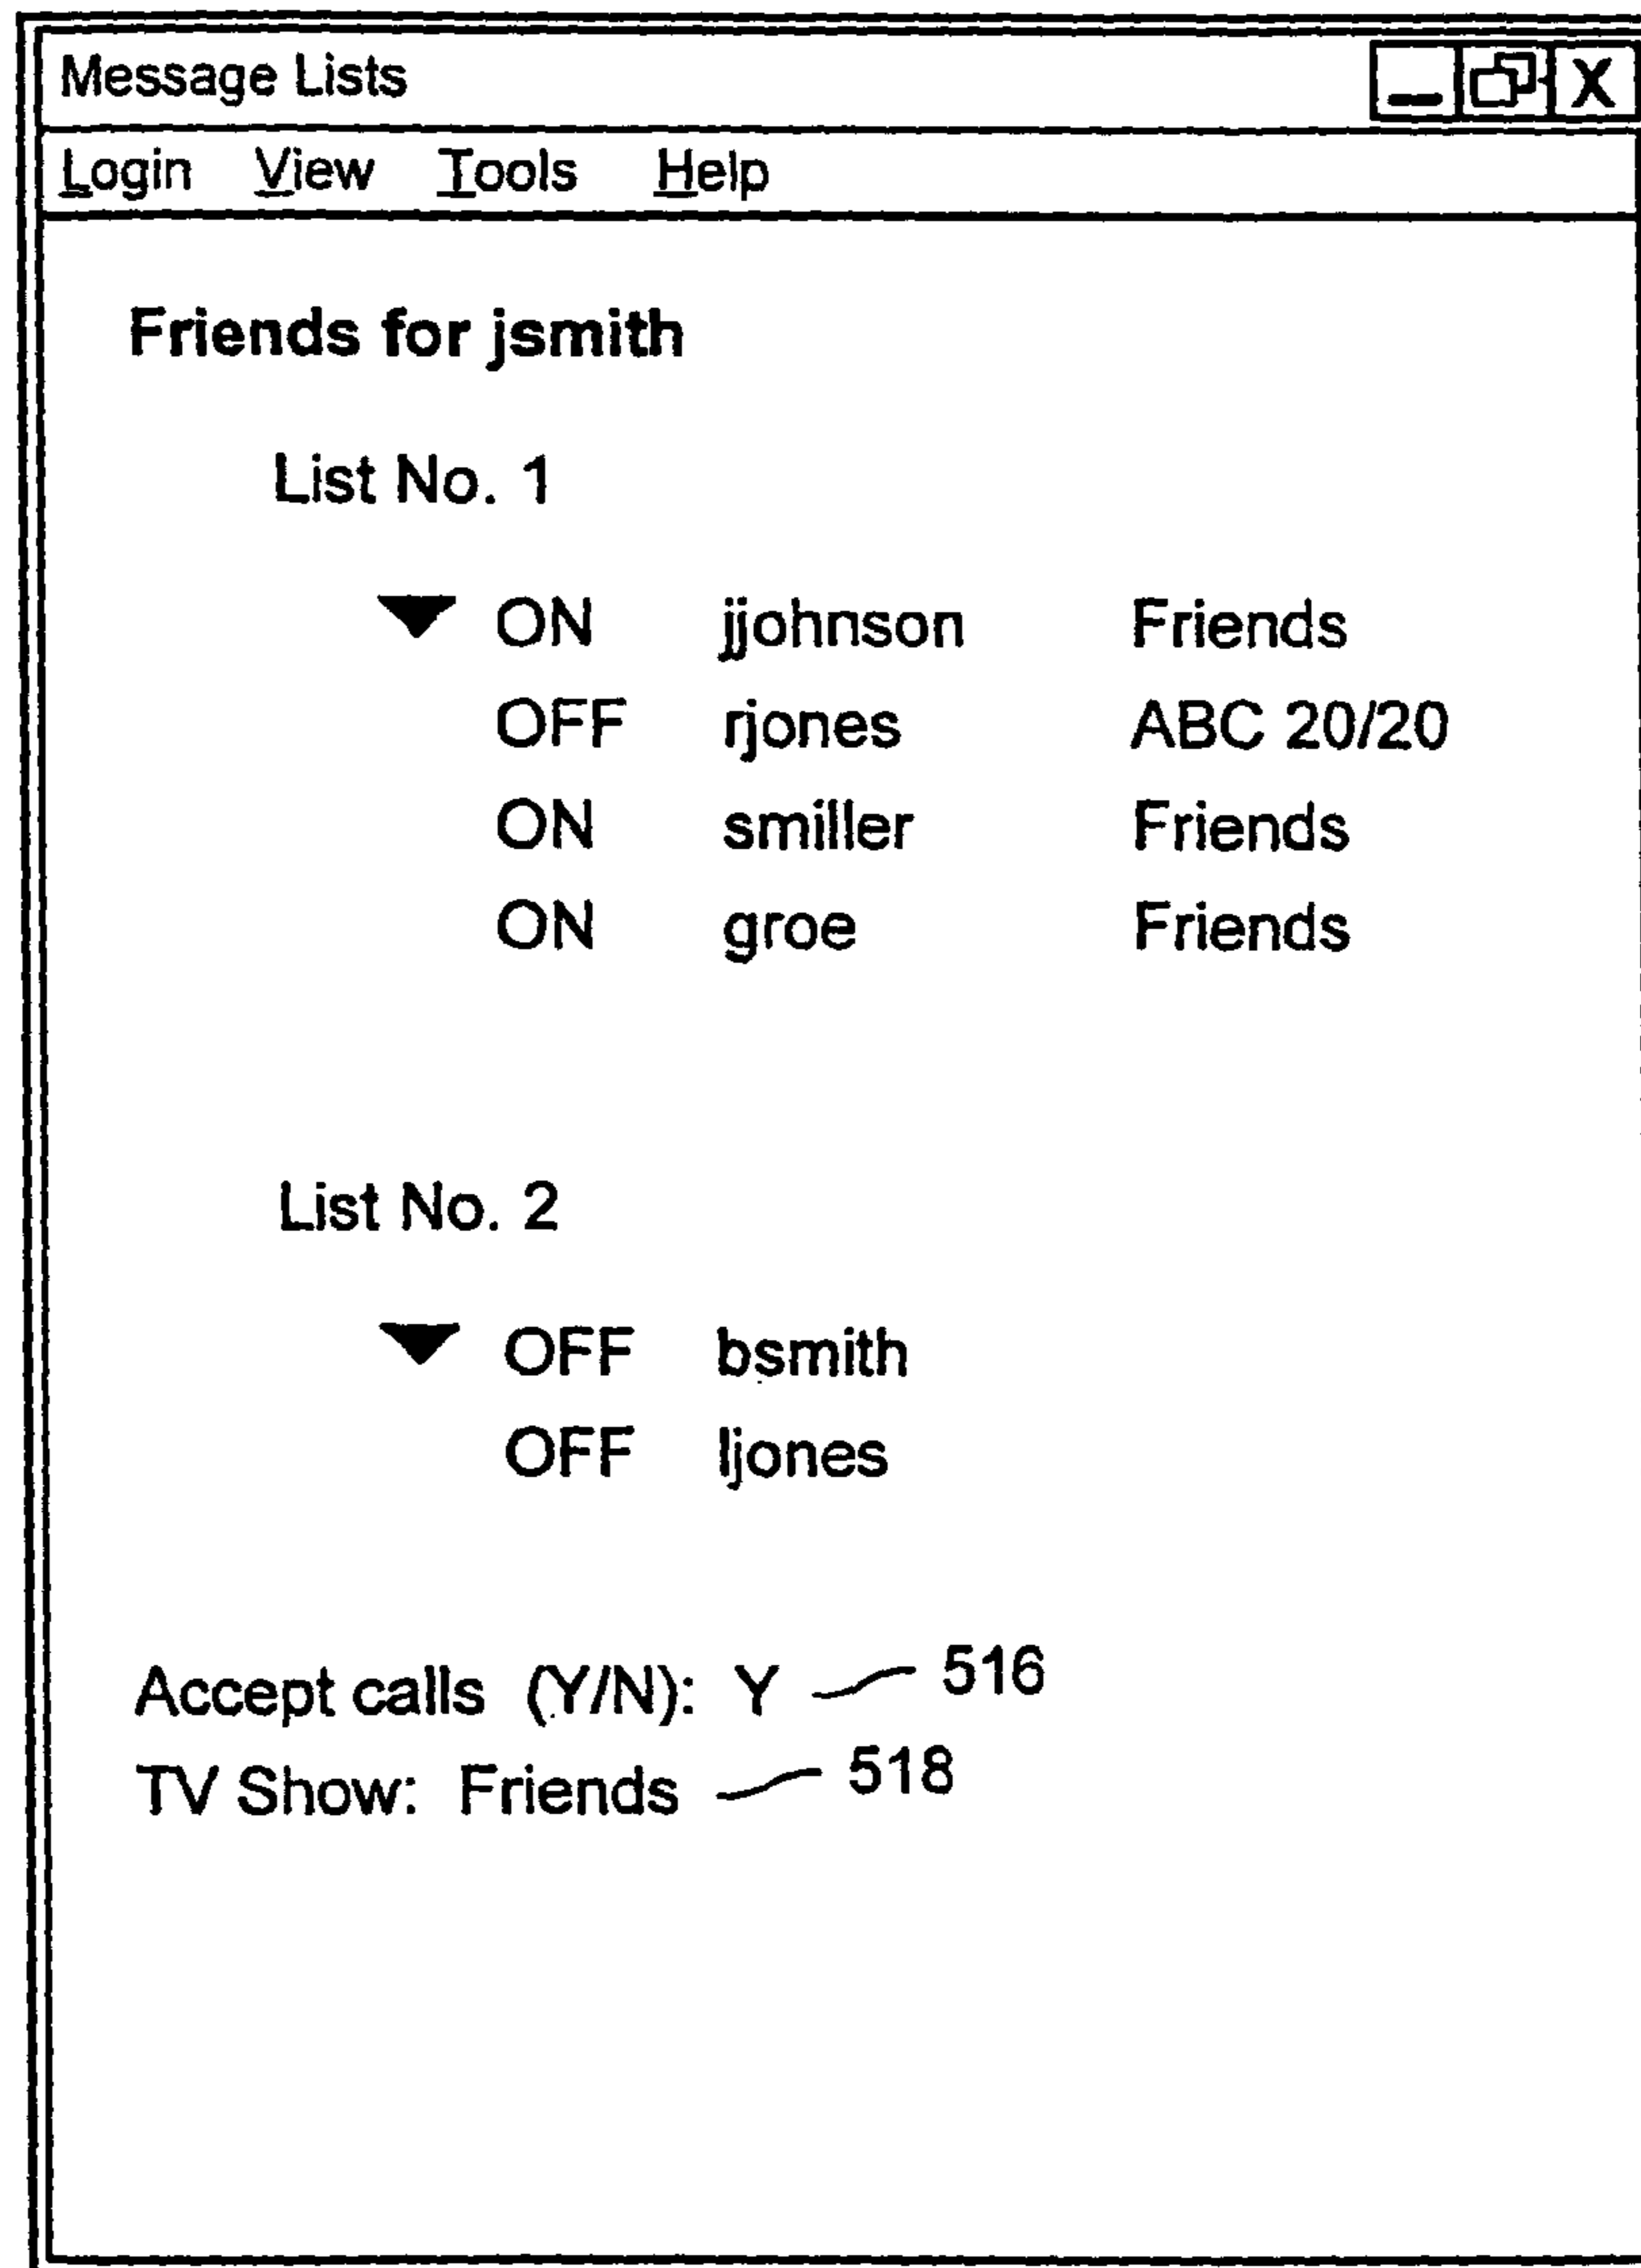 Message Lists X
Login View Tools Help
Friends for jsmith
List No. 1
ON jjohnson Friends
OFF rjones ABC 20/20
ON smiller Friends
ON groe Friends
List No. 2
OFF bsmith
OFF ljones
Accept calls (Y/N): Y 516
TV Show: Friends 518